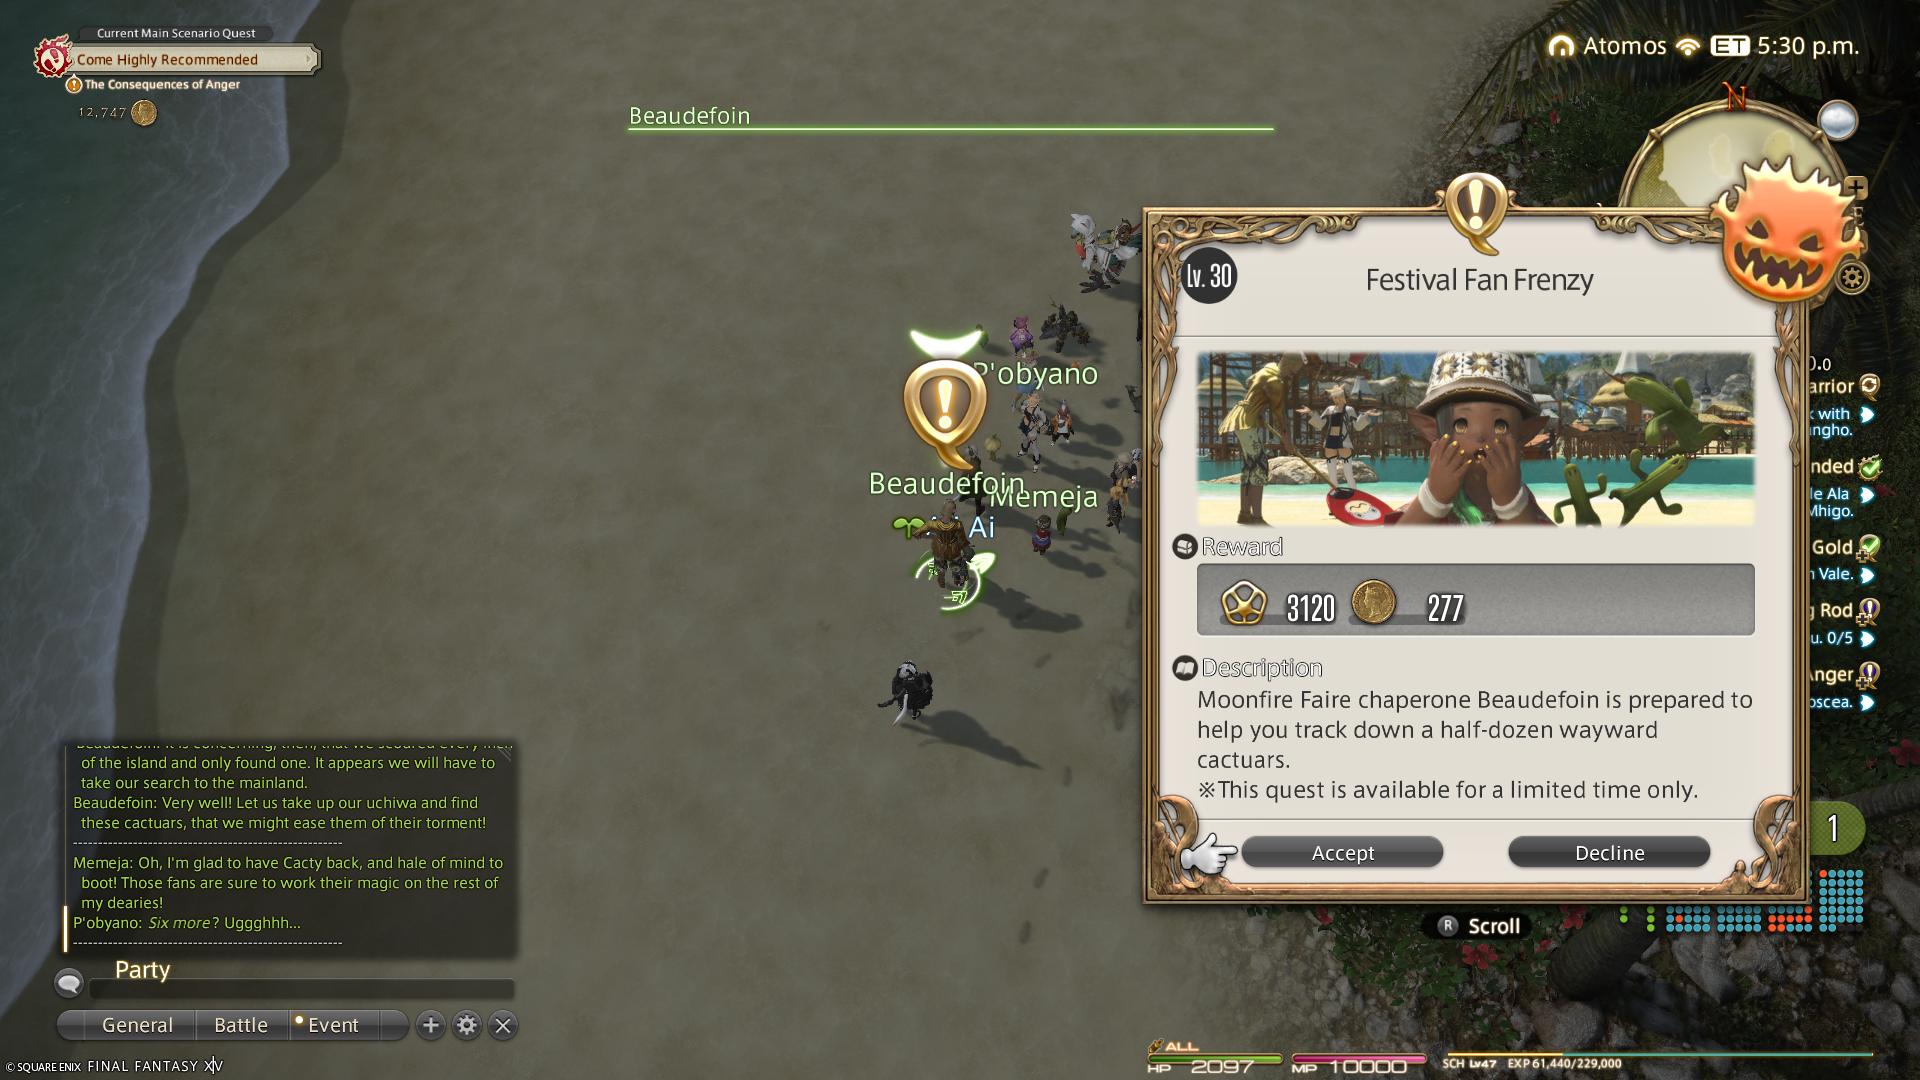 Current Main Scenario Quest
Come Highly Recommended
The Consequences of Anger
12,747
Beaudefoin
Atomos ET 5:30 p.m.
N
Lv. 30
Festival Fan Frenzy
P'obyano
Beaudefoin
Memeja
Ai
Reward
3120 277
Description
Moonfire Faire chaperone Beaudefoin is prepared to
help you track down a half-dozen wayward
cactuars.
※This quest is available for a limited time only.
Accept Decline
R Scroll
with
Vale.
Rod
0/5
1
of the island and only found one. It appears we will have to
take our search to the mainland.
Beaudefoin: Very well! Let us take up our uchiwa and find
these cactuars, that we might ease them of their torment!
------------------------------------------------------
Memeja: Oh, I'm glad to have Cacty back, and hale of mind to
boot! Those fans are sure to work their magic on the rest of
my dearies!
P'obyano: Six more? Uggghhh...
------------------------------------------------------
Party
General Battle Event
© SQUARE ENIX FINAL FANTASY XIV
ALL
HP 2097 MP 10000 SCH Lv47 EXP 61,440/229,000